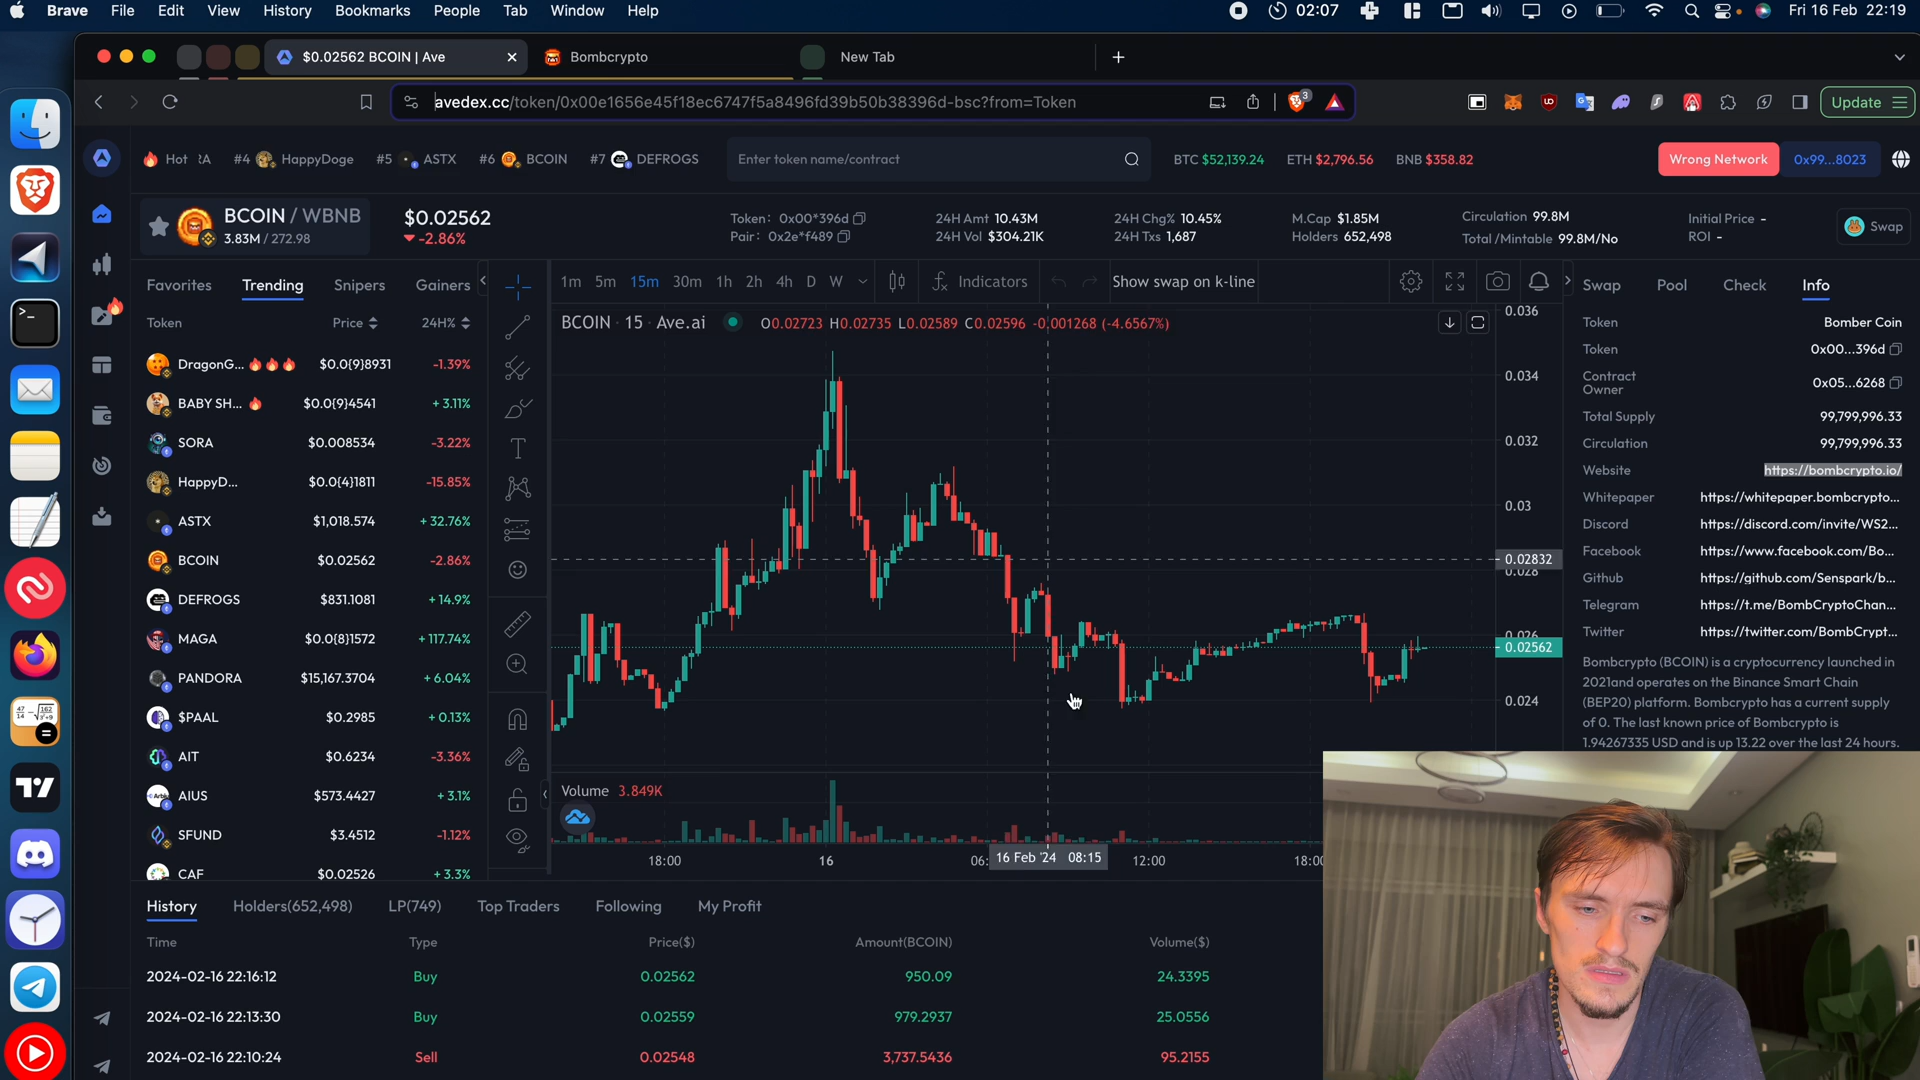 Brave File Edit View History Bookmarks People Tab Window Help 02:07 Fri 16 Feb 22:19
$0.02562 BCOIN | Ave Bombcrypto New Tab
avedex.cc/token/0x00e1656e45f18ec6747f5a8496fd39b50b38396d-bsc?from=Token 3 Update
Hot #4 HappyDoge #5 ASTX #6 BCOIN #7 DEFROGS Enter token name/contract BTC $52,139.24 ETH $2,796.56 BNB $358.82 Wrong Network 0x99...8023
BCOIN / WBNB $0.02562 Token: 0x00*396d 24H Amt 10.43M 24H Chg% 10.45% M.Cap $1.85M Circulation 99.8M Initial Price - Swap
3.83M / 272.98 -2.86% Pair: 0x2e*f489 24H Vol $304.21K 24H Txs 1,687 Holders 652,498 Total /Mintable 99.8M/No ROI -
Favorites Trending Snipers Gainers
Token Price 24H%
DragonG... $0.0{9}8931 -1.39%
BABY SH... $0.0{9}4541 +3.11%
SORA $0.008534 -3.22%
HappyD... $0.0{4}1811 -15.85%
ASTX $1,018.574 +32.76%
BCOIN $0.02562 -2.86%
DEFROGS $831.1081 +14.9%
MAGA $0.0{8}1572 +117.74%
PANDORA $15,167.3704 +6.04%
$PAAL $0.2985 +0.13%
AIT $0.6234 -3.36%
AIUS $573.4427 +3.1%
SFUND $3.4512 -1.12%
CAF $0.02526 +3.3%
1m 5m 15m 30m 1h 2h 4h D W Indicators Show swap on k-line
BCOIN · 15 · Ave.ai O0.02723 H0.02735 L0.02589 C0.02596 -0.001268 (-4.6567%)
0.036
0.034
0.032
0.03
0.02832
0.028
0.026
0.02562
0.024
Volume 3.849K
18:00 16 06: 16 Feb '24 08:15 12:00 18:00
Swap Pool Check Info
Token Bomber Coin
Token 0x00...396d
Contract Owner 0x05...6268
Total Supply 99,799,996.33
Circulation 99,799,996.33
Website https://bombcrypto.io/
Whitepaper https://whitepaper.bombcrypto...
Discord https://discord.com/invite/WS2...
Facebook https://www.facebook.com/Bo...
Github https://github.com/Senspark/b...
Telegram https://t.me/BombCryptoChan...
Twitter https://twitter.com/BombCrypt...
Bombcrypto (BCOIN) is a cryptocurrency launched in
2021and operates on the Binance Smart Chain
(BEP20) platform. Bombcrypto has a current supply
of 0. The last known price of Bombcrypto is
1.94267335 USD and is up 13.22 over the last 24 hours.
History Holders(652,498) LP(749) Top Traders Following My Profit
Time Type Price($) Amount(BCOIN) Volume($)
2024-02-16 22:16:12 Buy 0.02562 950.09 24.3395
2024-02-16 22:13:30 Buy 0.02559 979.2937 25.0556
2024-02-16 22:10:24 Sell 0.02548 3,737.5436 95.2155